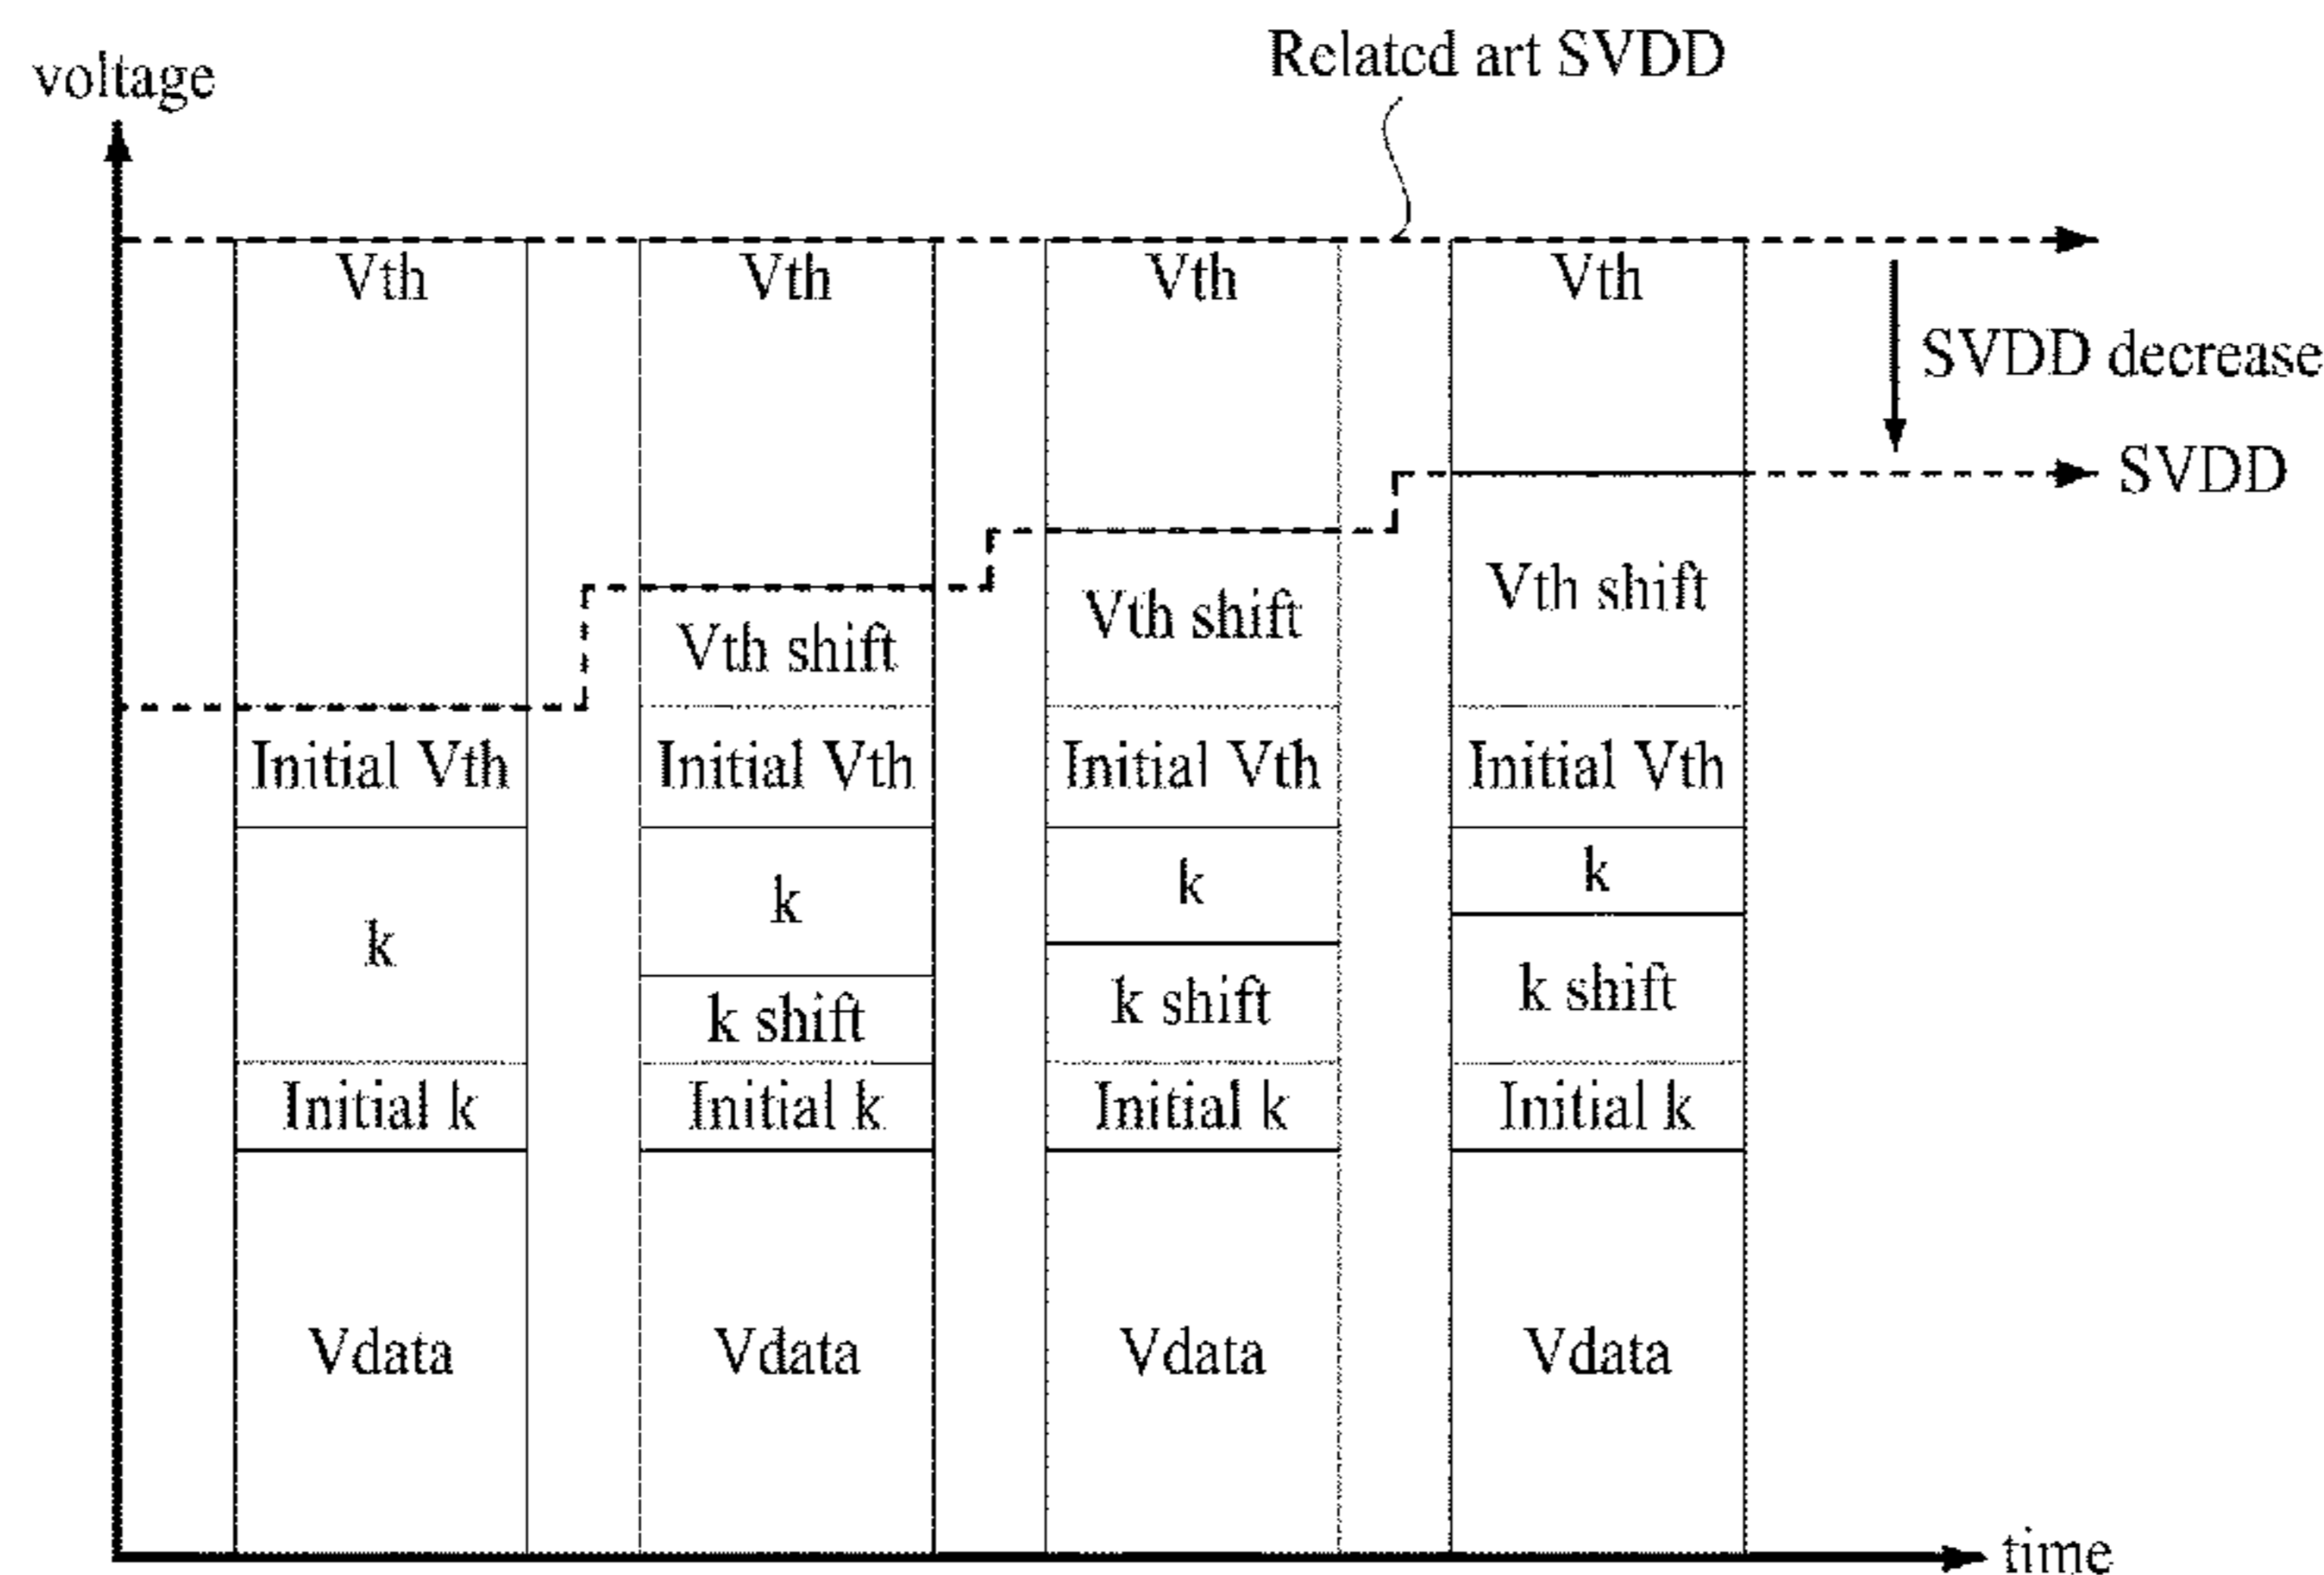 Related art SVDD
voltage
Vth
Vth
Vth
Vth
SVDD decrease
SVDD
Vth shift
Vth shift
Vth shift
Initial Vth
Initial Vth
Initial Vth
Initial Vth
k
k
k
k
k shift
k shift
k shift
Initial k
Initial k
Initial k
Initial k
Vdata
Vdata
Vdata
Vdata
time